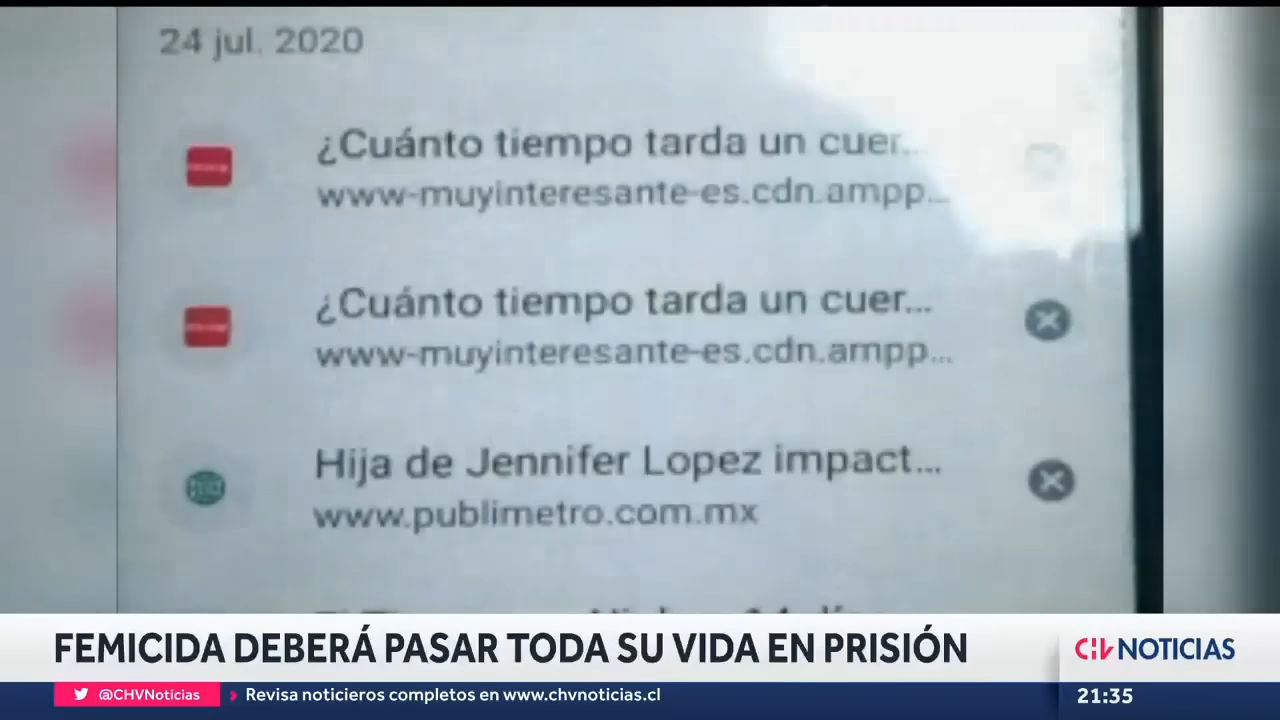 24 jul. 2020
¿Cuánto tiempo tarda un cuer...
www-muyinteresante-es.cdn.ampp...
¿Cuánto tiempo tarda un cuer...
www-muyinteresante-es.cdn.ampp...
Hija de Jennifer Lopez impact...
www.publimetro.com.mx
FEMICIDA DEBERÁ PASAR TODA SU VIDA EN PRISIÓN
CHV NOTICIAS
@CHVNoticias
Revisa noticieros completos en www.chvnoticias.cl
21:35